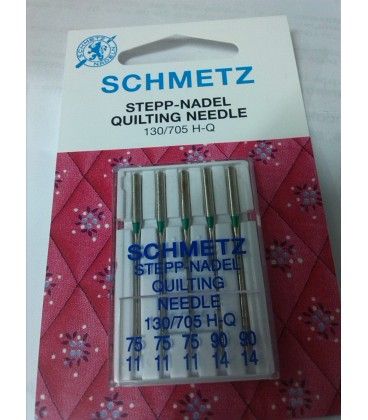 SCHMETZ
STEPP-NADEL
QUILTING NEEDLE
130/705 H-Q
SCHMETZ
STEPP-NADEL
QUILTING
NEEDLE
130/705 H-Q
75 75 75 90 90
11 11 11 14 14